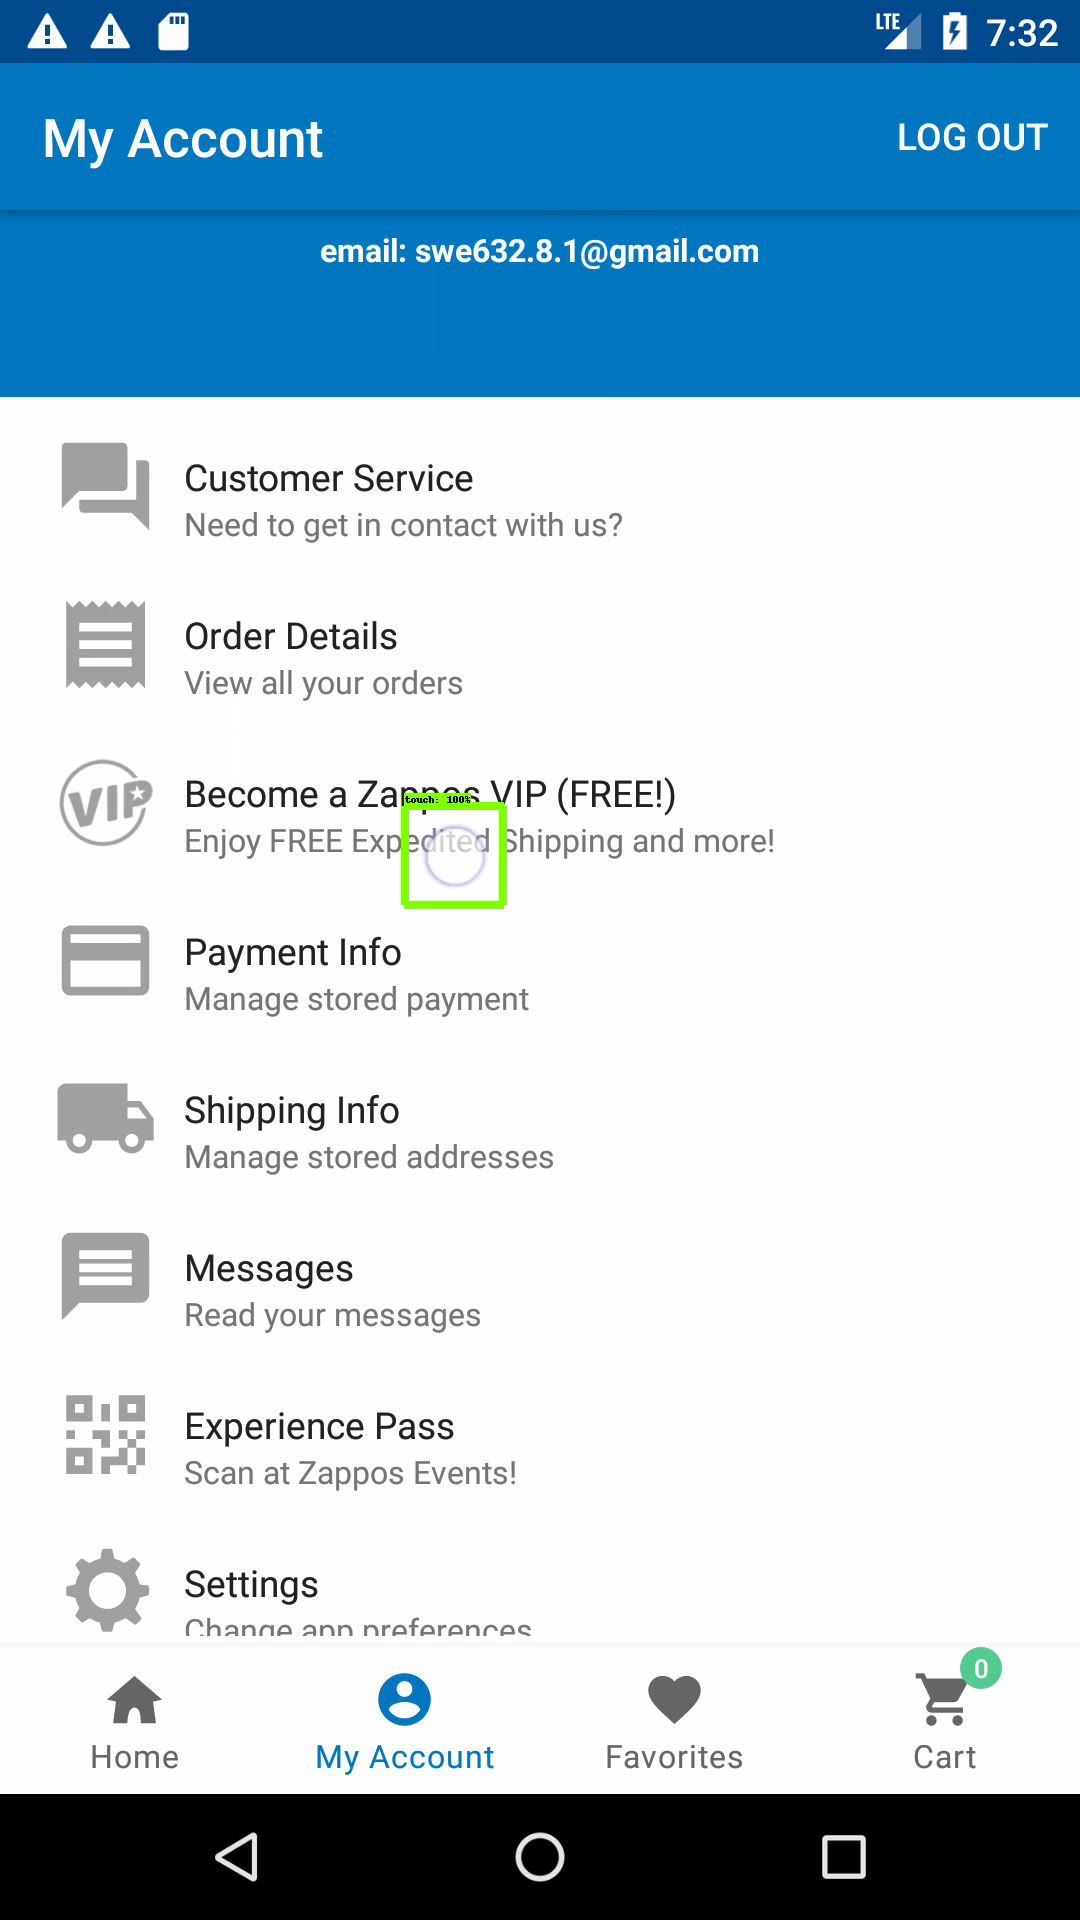 LTE 7:32
My Account LOG OUT
email: swe632.8.1@gmail.com
Customer Service
Need to get in contact with us?
Order Details
View all your orders
VIP
Become a Zappos VIP (FREE!)
touch: 100%
Enjoy FREE Expedited Shipping and more!
Payment Info
Manage stored payment
Shipping Info
Manage stored addresses
Messages
Read your messages
Experience Pass
Scan at Zappos Events!
Settings
Change app preferences
0
Home My Account Favorites Cart